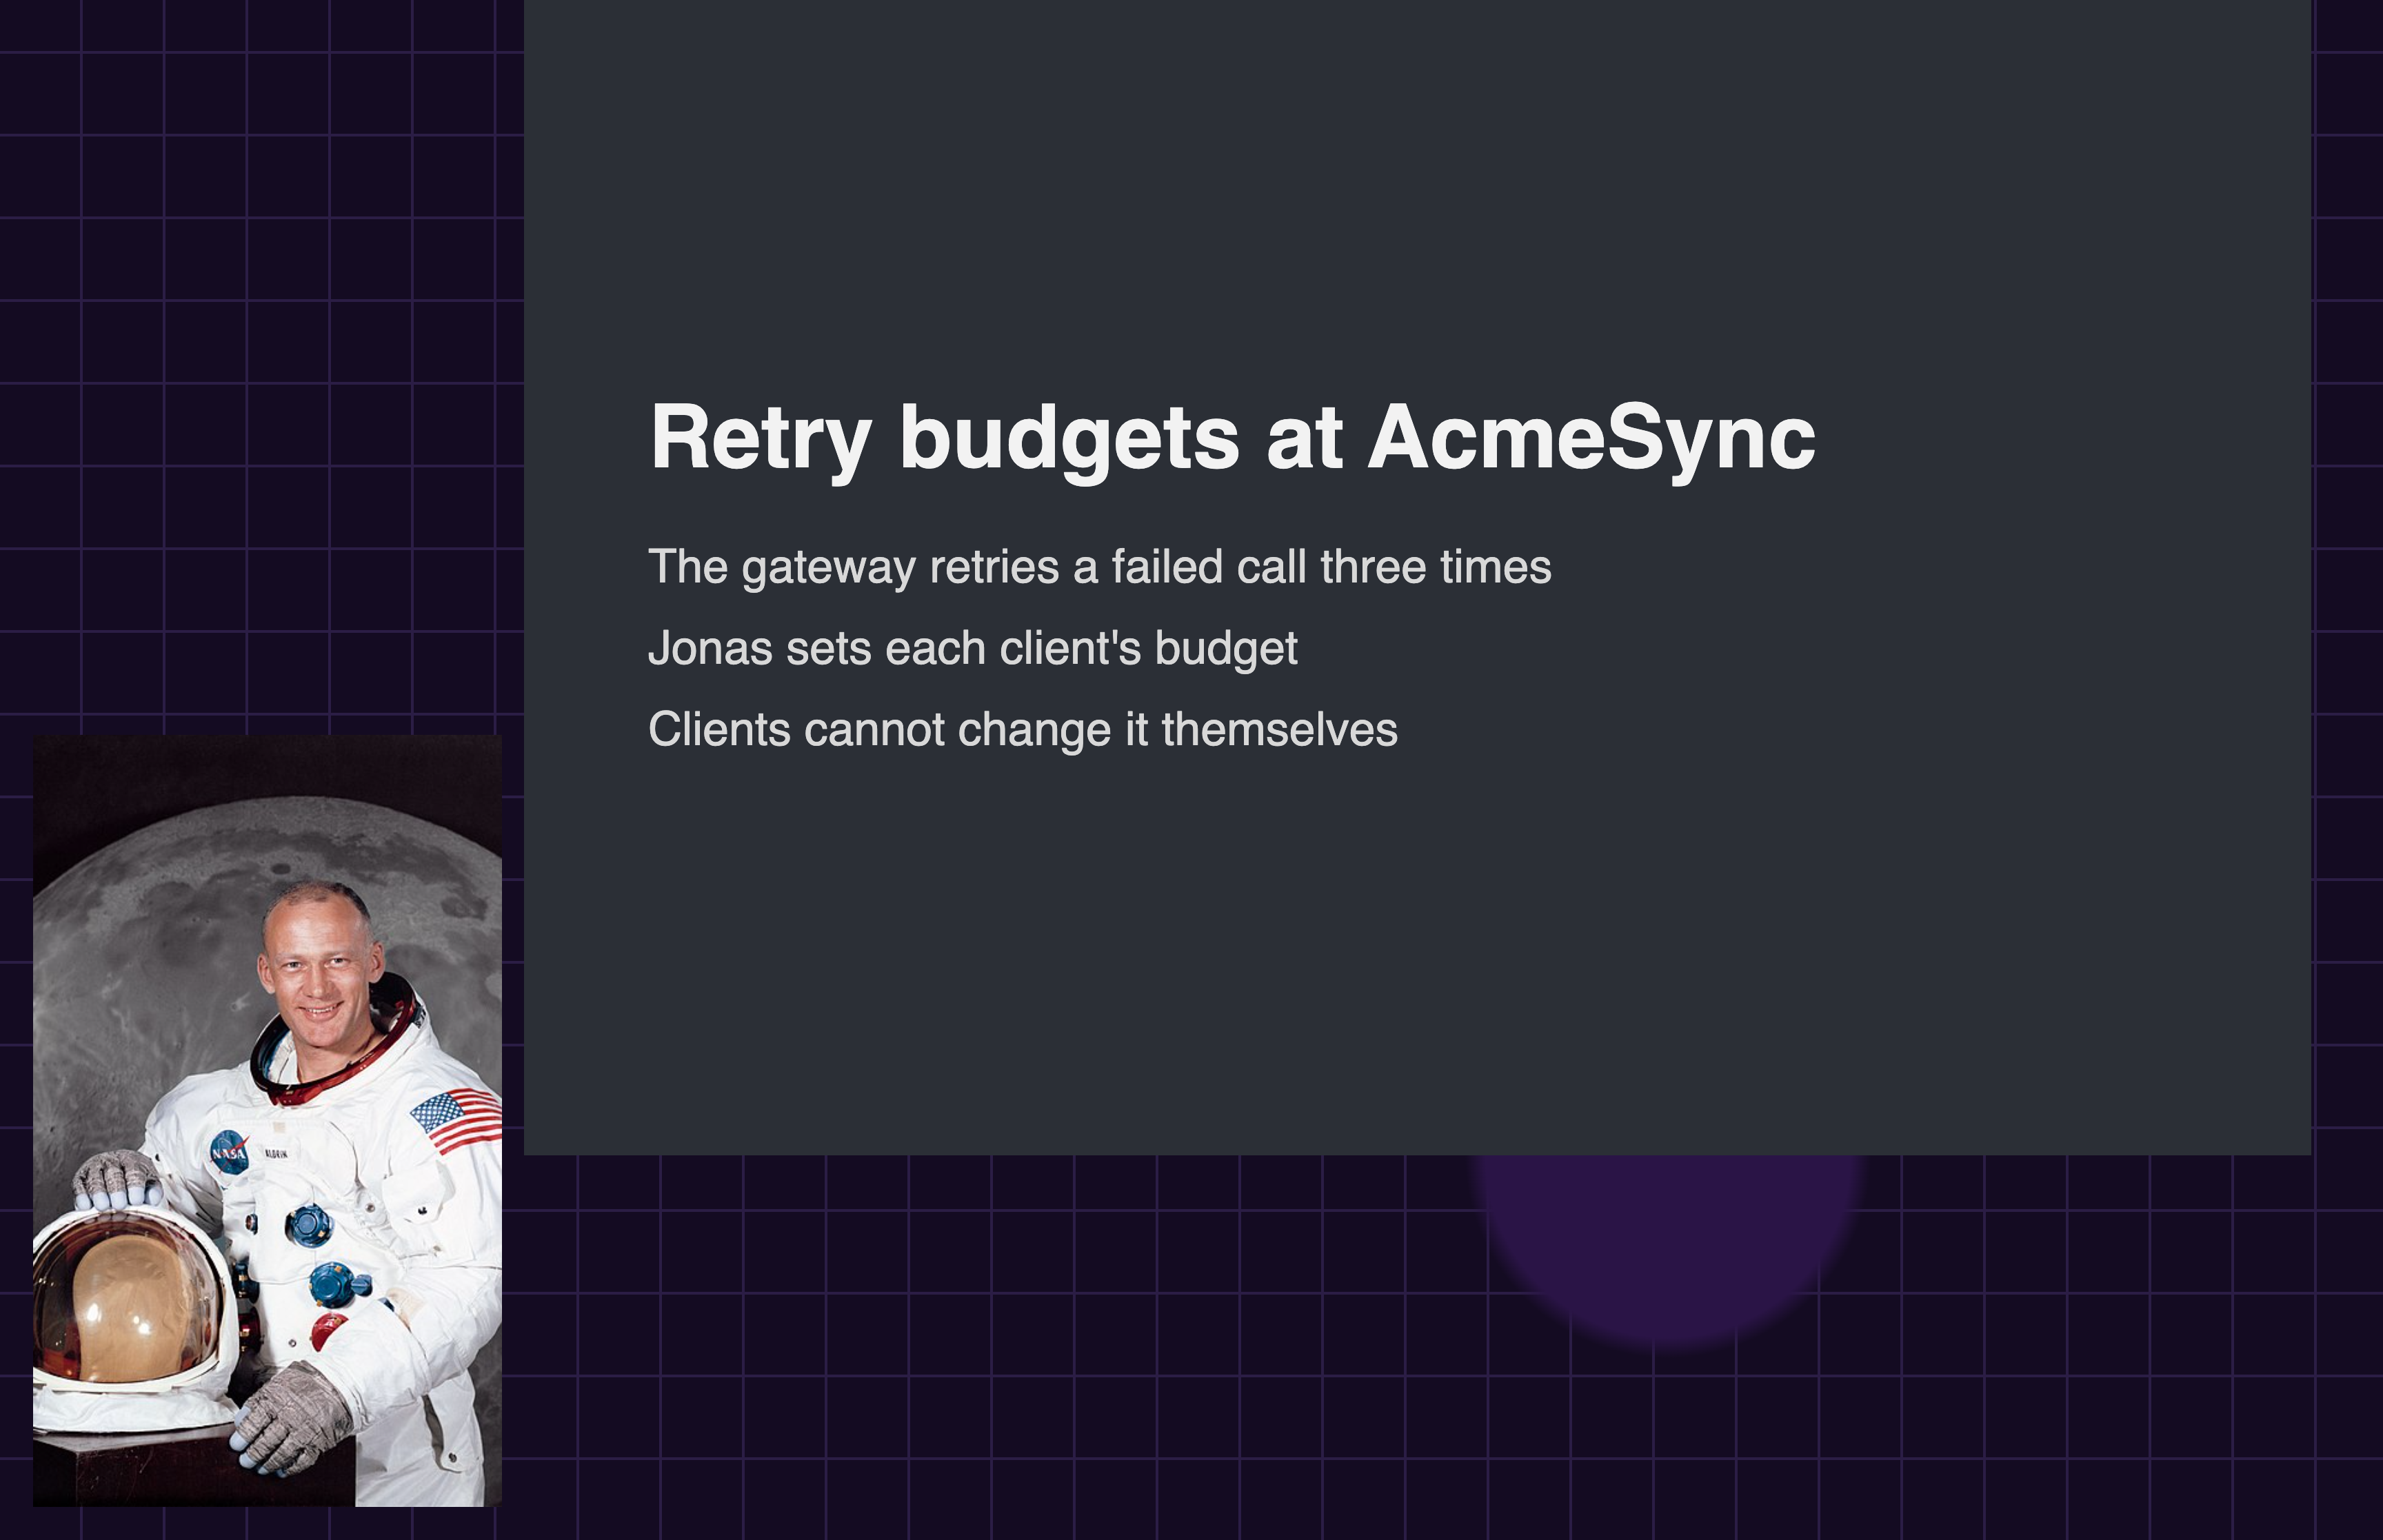 Retry budgets at AcmeSync
The gateway retries a failed call three times
Jonas sets each client's budget
Clients cannot change it themselves
NASA
ALDRIN